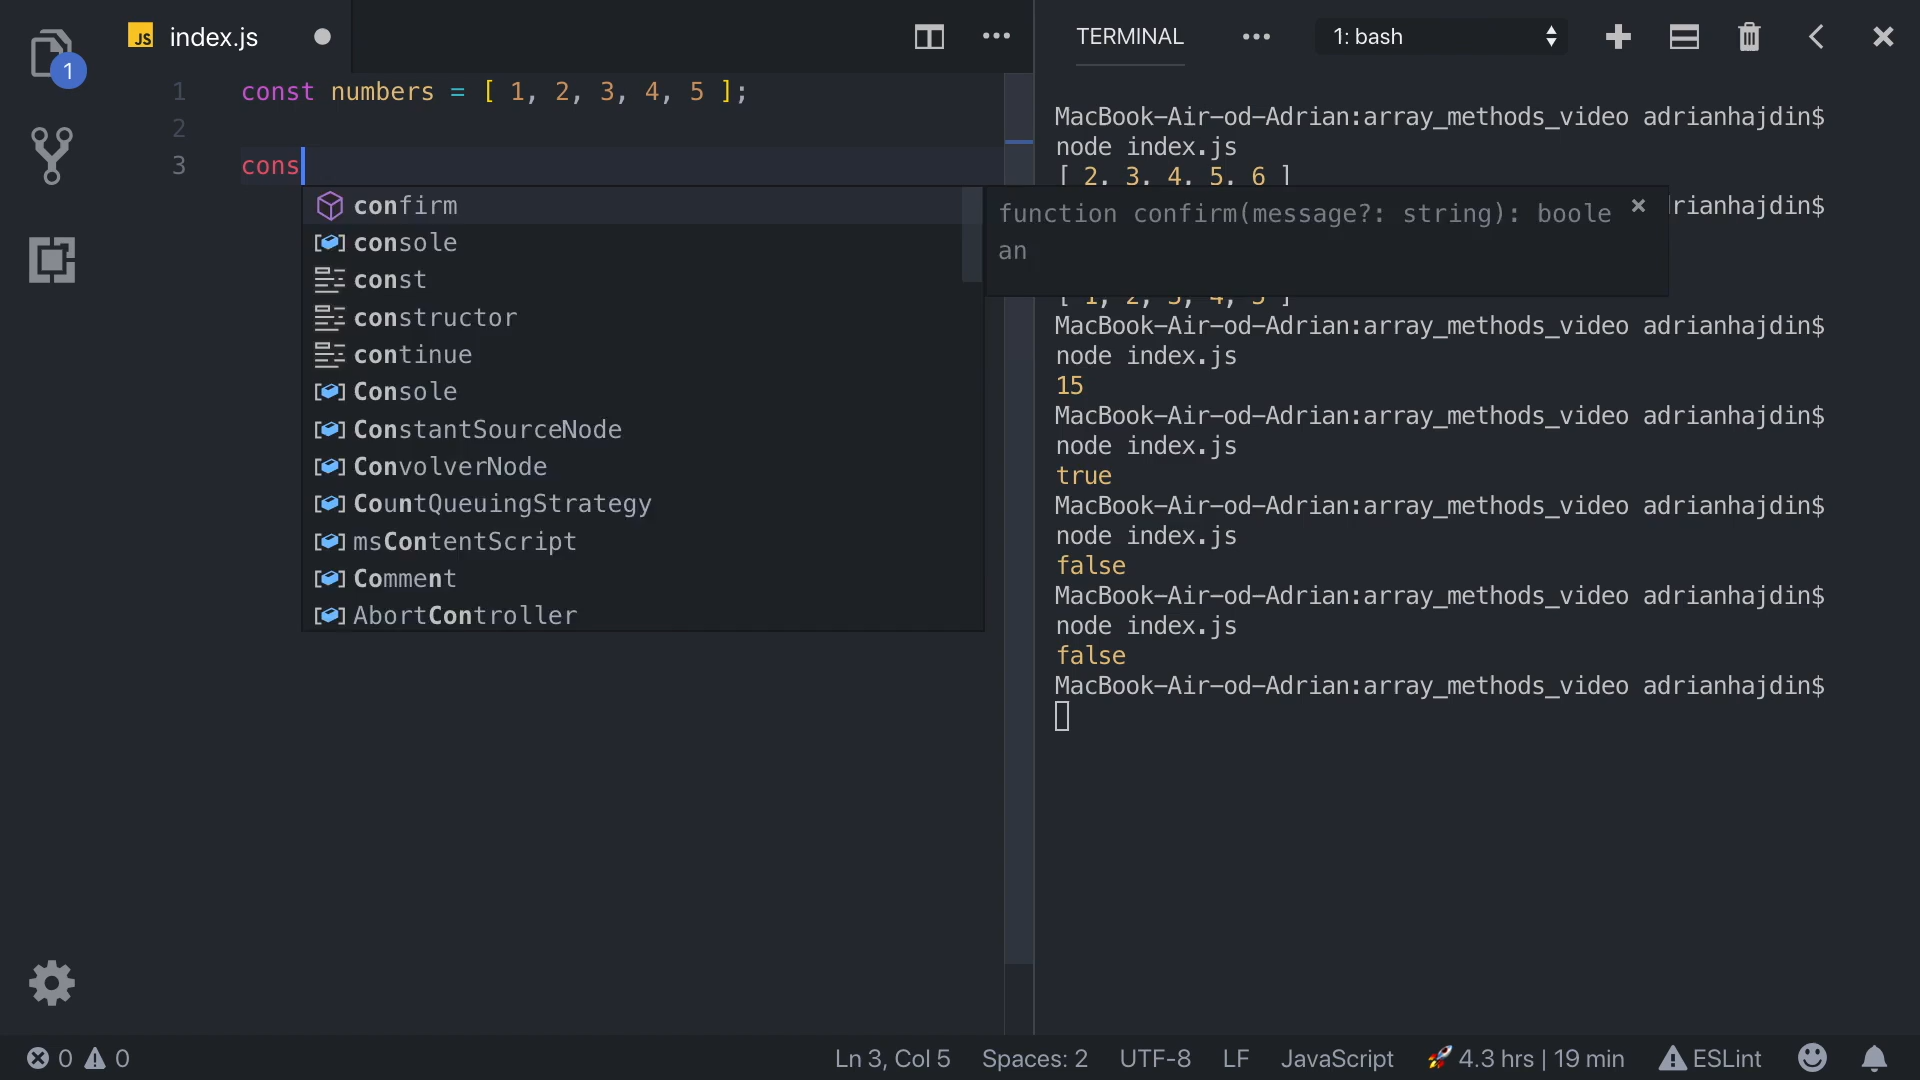 1
JS index.js
1 const numbers = [ 1, 2, 3, 4, 5 ];
2
3 cons
confirm
console
const
constructor
continue
Console
ConstantSourceNode
ConvolverNode
CountQueuingStrategy
msContentScript
Comment
AbortController
function confirm(message?: string): boole
an
TERMINAL
1: bash
MacBook-Air-od-Adrian:array_methods_video adrianhajdin$
node index.js
[ 2, 3, 4, 5, 6 ]
rianhajdin$
[ 1, 2, 3, 4, 5 ]
MacBook-Air-od-Adrian:array_methods_video adrianhajdin$
node index.js
15
MacBook-Air-od-Adrian:array_methods_video adrianhajdin$
node index.js
true
MacBook-Air-od-Adrian:array_methods_video adrianhajdin$
node index.js
false
MacBook-Air-od-Adrian:array_methods_video adrianhajdin$
node index.js
false
MacBook-Air-od-Adrian:array_methods_video adrianhajdin$
0 0 Ln 3, Col 5 Spaces: 2 UTF-8 LF JavaScript 🚀 4.3 hrs | 19 min ESLint